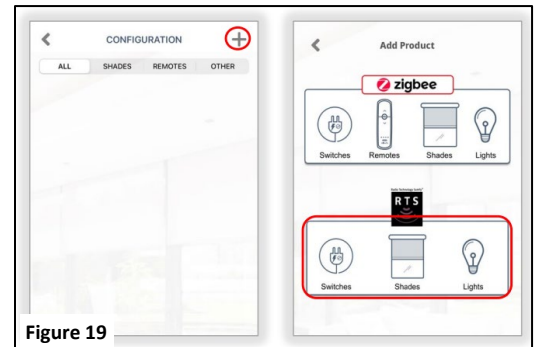 CONFIGURATION
ALL SHADES REMOTES OTHER
Add Product
zigbee
Switches Remotes Shades Lights
RTS
Switches Shades Lights
Figure 19